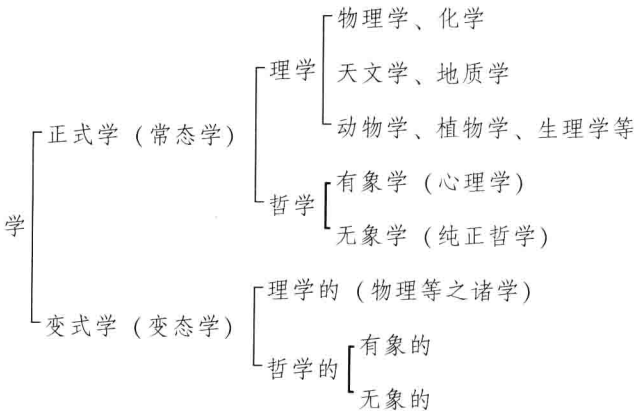 物理学、化学
理学
天文学、地质学
正式学（常态学）
动物学、植物学、生理学等
有象学（心理学）
哲学
学
无象学（纯正哲学）
理学的（物理等之诸学）
变式学（变态学）
有象的
哲学的
无象的